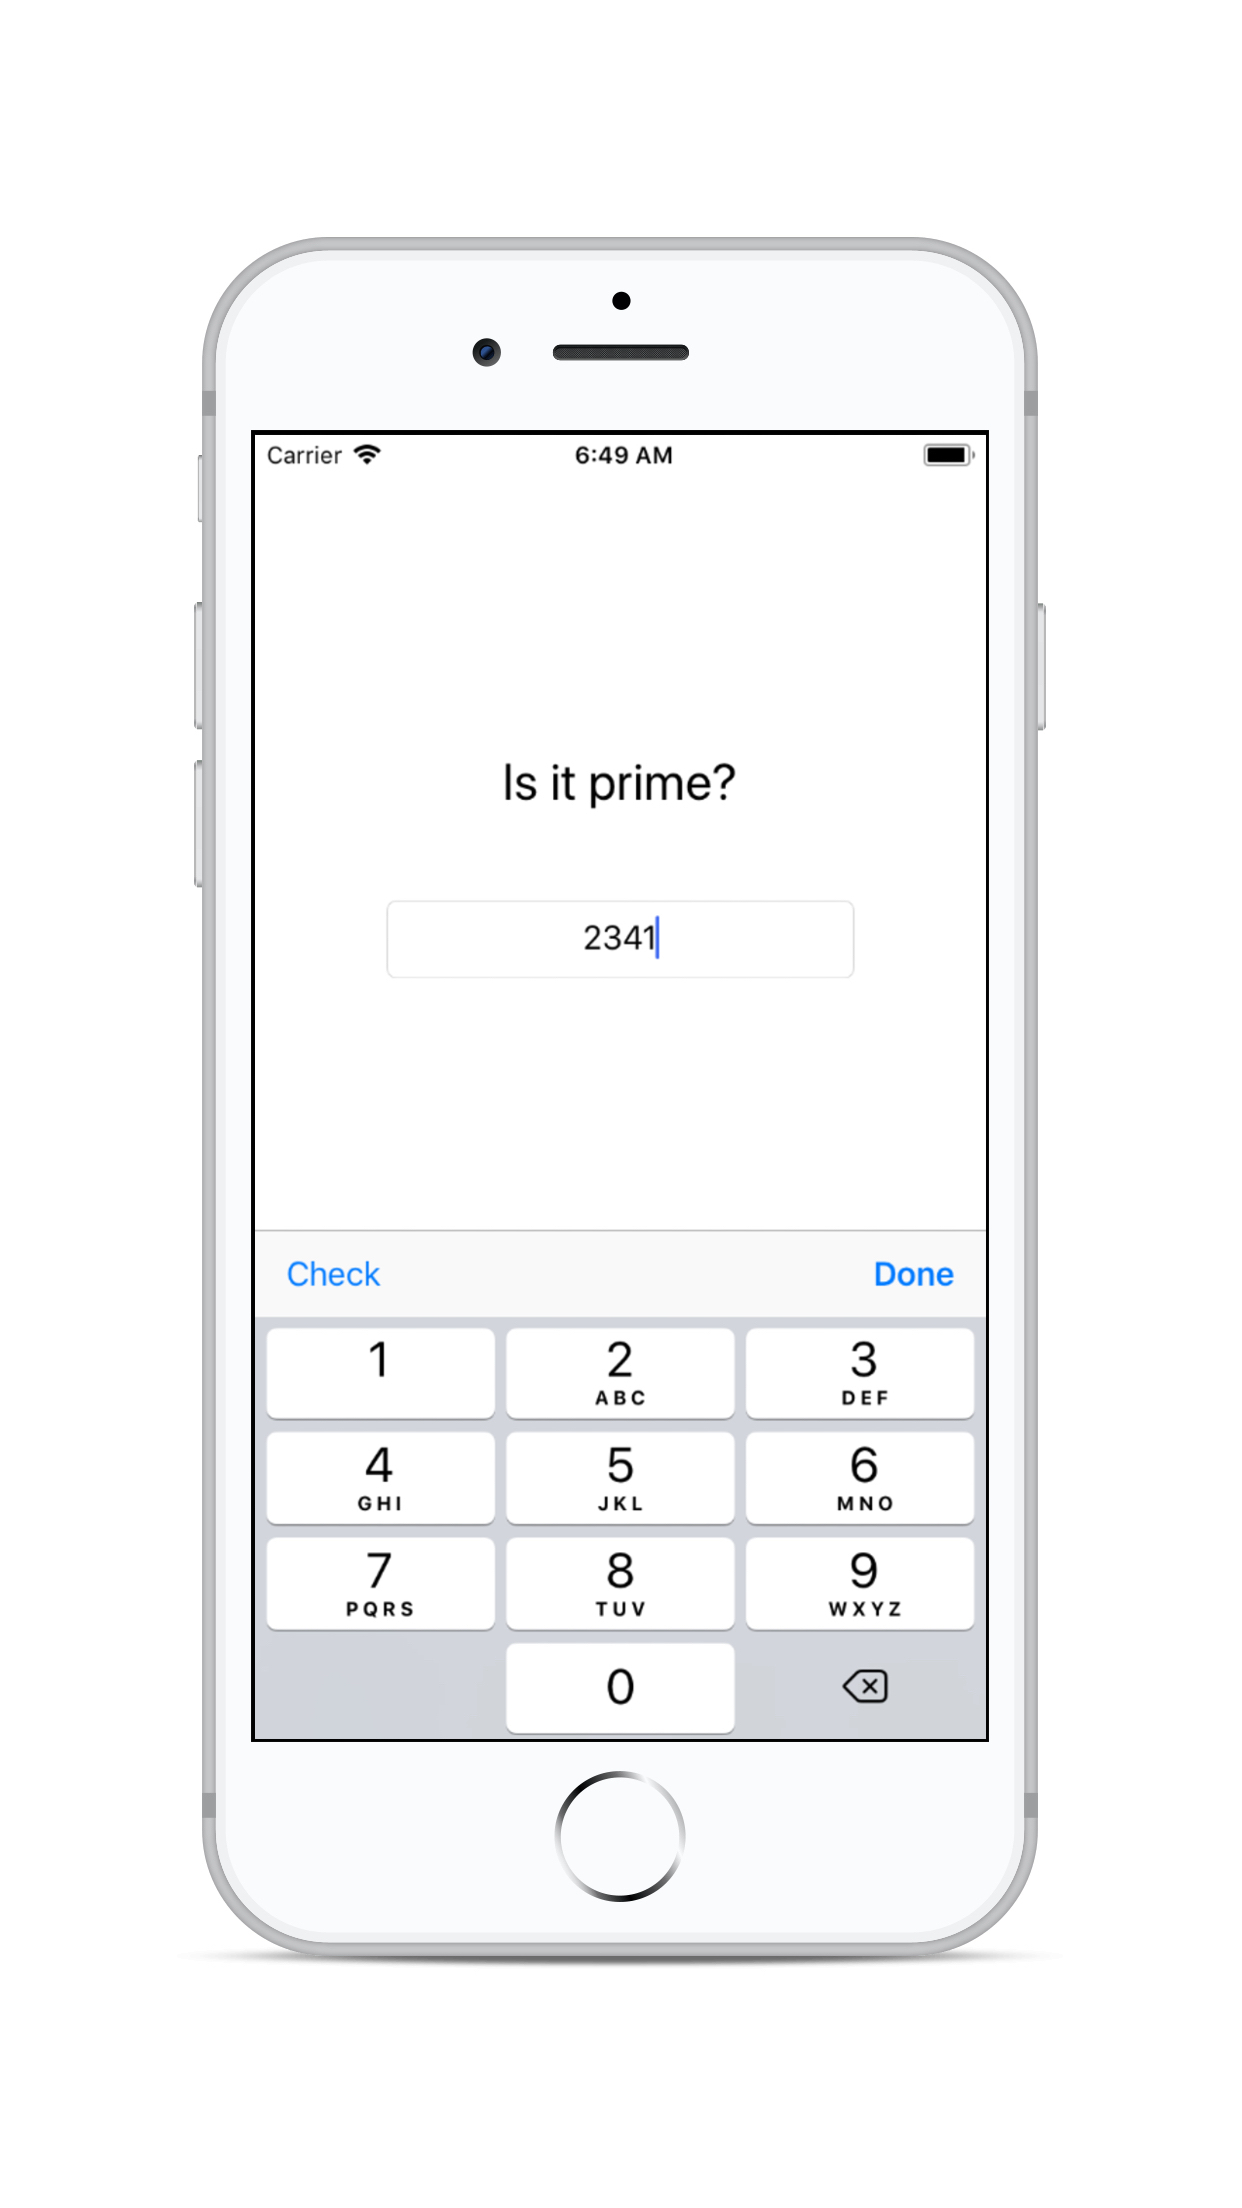 Carrier 6:49 AM
Is it prime?
2341
Check Done
1 2 3
ABC DEF
4 5 6
GHI JKL MNO
7 8 9
PQRS TUV WXYZ
0